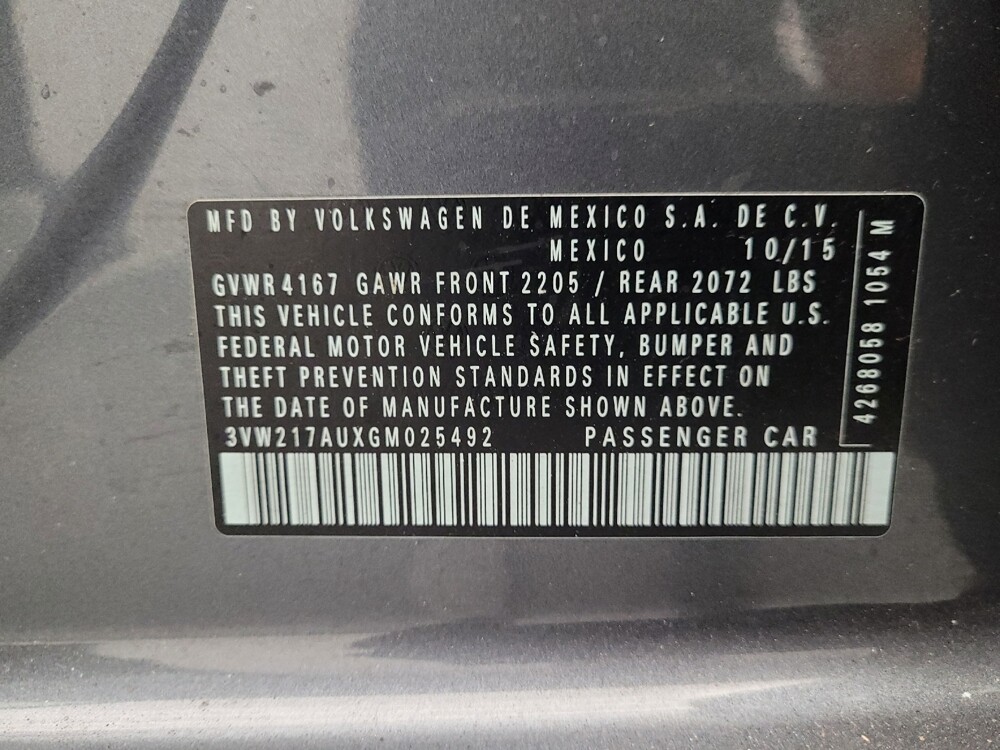 MFD BY VOLKSWAGEN DE MEXICO S.A. DE C.V.
MEXICO 10/15
GVWR 4167 GAWR FRONT 2205 / REAR 2072 LBS
THIS VEHICLE CONFORMS TO ALL APPLICABLE U.S.
FEDERAL MOTOR VEHICLE SAFETY, BUMPER AND
THEFT PREVENTION STANDARDS IN EFFECT ON
THE DATE OF MANUFACTURE SHOWN ABOVE.
3VW217AUXGM025492 PASSENGER CAR
4268058 1054 M